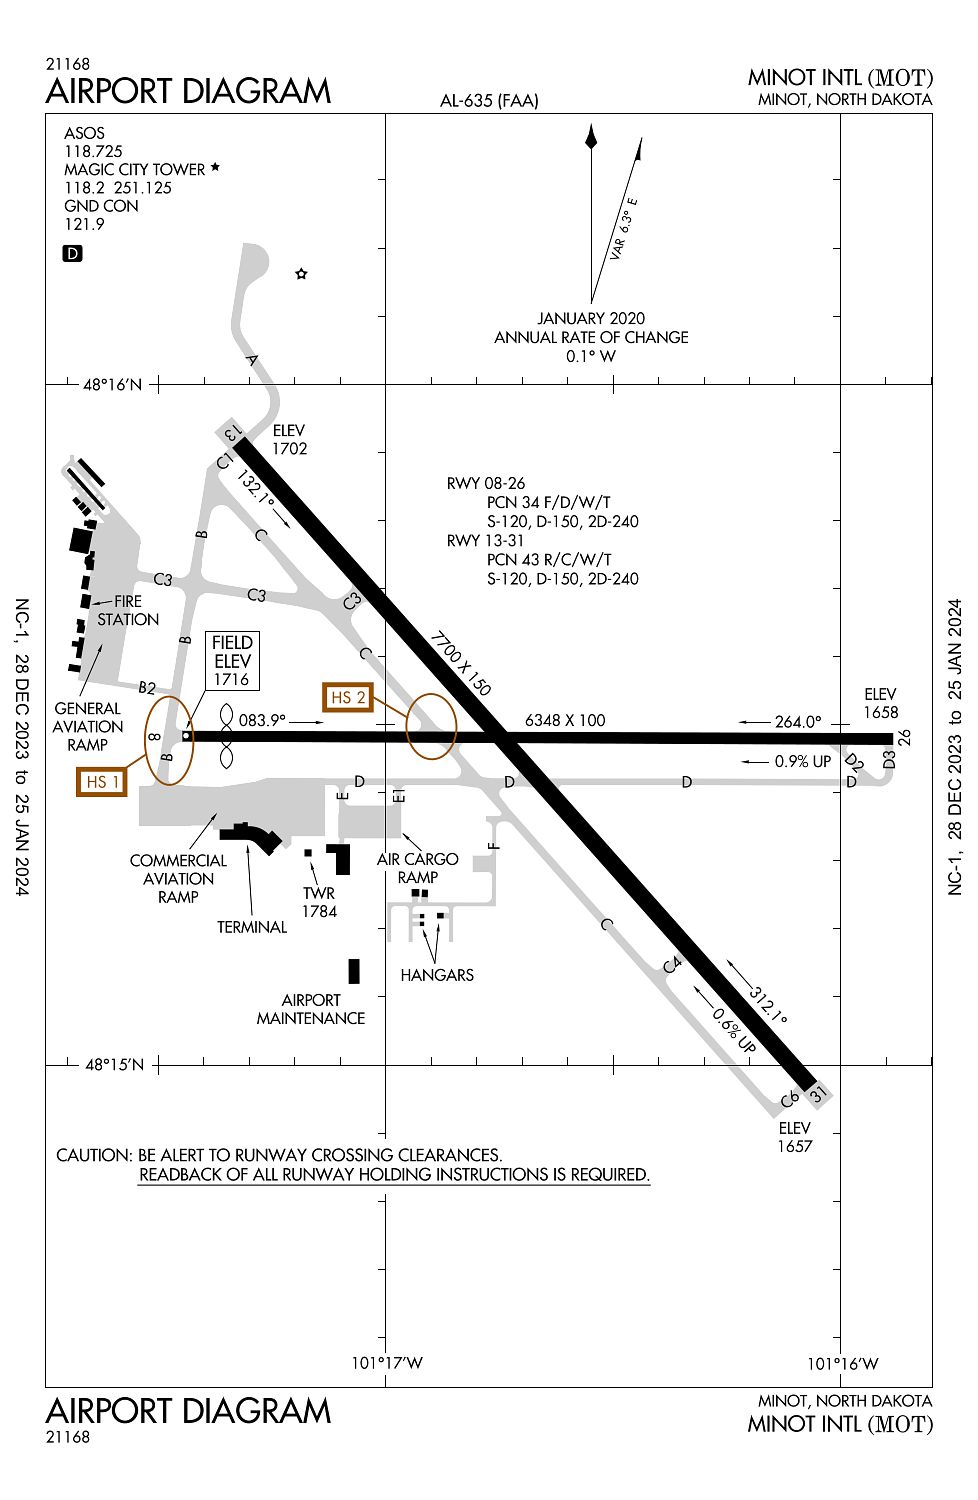 21168
AIRPORT DIAGRAM
AL-635 (FAA)
MINOT INTL (MOT)
MINOT, NORTH DAKOTA
ASOS
118.725
MAGIC CITY TOWER ★
118.2 251.125
GND CON
121.9
D
VAR 6.3° E
JANUARY 2020
ANNUAL RATE OF CHANGE
0.1° W
A
48°16'N
13
ELEV
1702
C1
132.1°
RWY 08-26
PCN 34 F/D/W/T
S-120, D-150, 2D-240
RWY 13-31
PCN 43 R/C/W/T
S-120, D-150, 2D-240
B
C
C3
C3
C3
FIRE
STATION
B
C
7700 X 150
FIELD
ELEV
1716
B2
HS 2
GENERAL
AVIATION
RAMP
ELEV
1658
8
083.9°
6348 X 100
264.0°
26
B
HS 1
0.9% UP
D2
D3
D
D
D
D
E
E1
F
COMMERCIAL
AVIATION
RAMP
AIR CARGO
RAMP
TWR
1784
TERMINAL
C
HANGARS
C4
AIRPORT
MAINTENANCE
312.1°
0.6% UP
48°15'N
C6
31
ELEV
1657
CAUTION: BE ALERT TO RUNWAY CROSSING CLEARANCES.
READBACK OF ALL RUNWAY HOLDING INSTRUCTIONS IS REQUIRED.
101°17'W
101°16'W
NC-1, 28 DEC 2023 to 25 JAN 2024
NC-1, 28 DEC 2023 to 25 JAN 2024
AIRPORT DIAGRAM
21168
MINOT, NORTH DAKOTA
MINOT INTL (MOT)